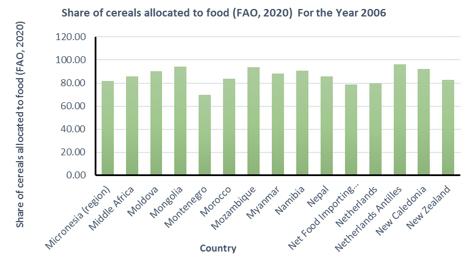 Share of cereals allocated to food (FAO, 2020)  For the Year 2006
Share of cereals allocated to food (FAO, 2020)
120.00
100.00
80.00
60.00
40.00
20.00
0.00
Micronesia (region)
Middle Africa
Moldova
Mongolia
Montenegro
Morocco
Mozambique
Myanmar
Namibia
Nepal
Net Food Importing...
Netherlands
Netherlands Antilles
New Caledonia
New Zealand
Country